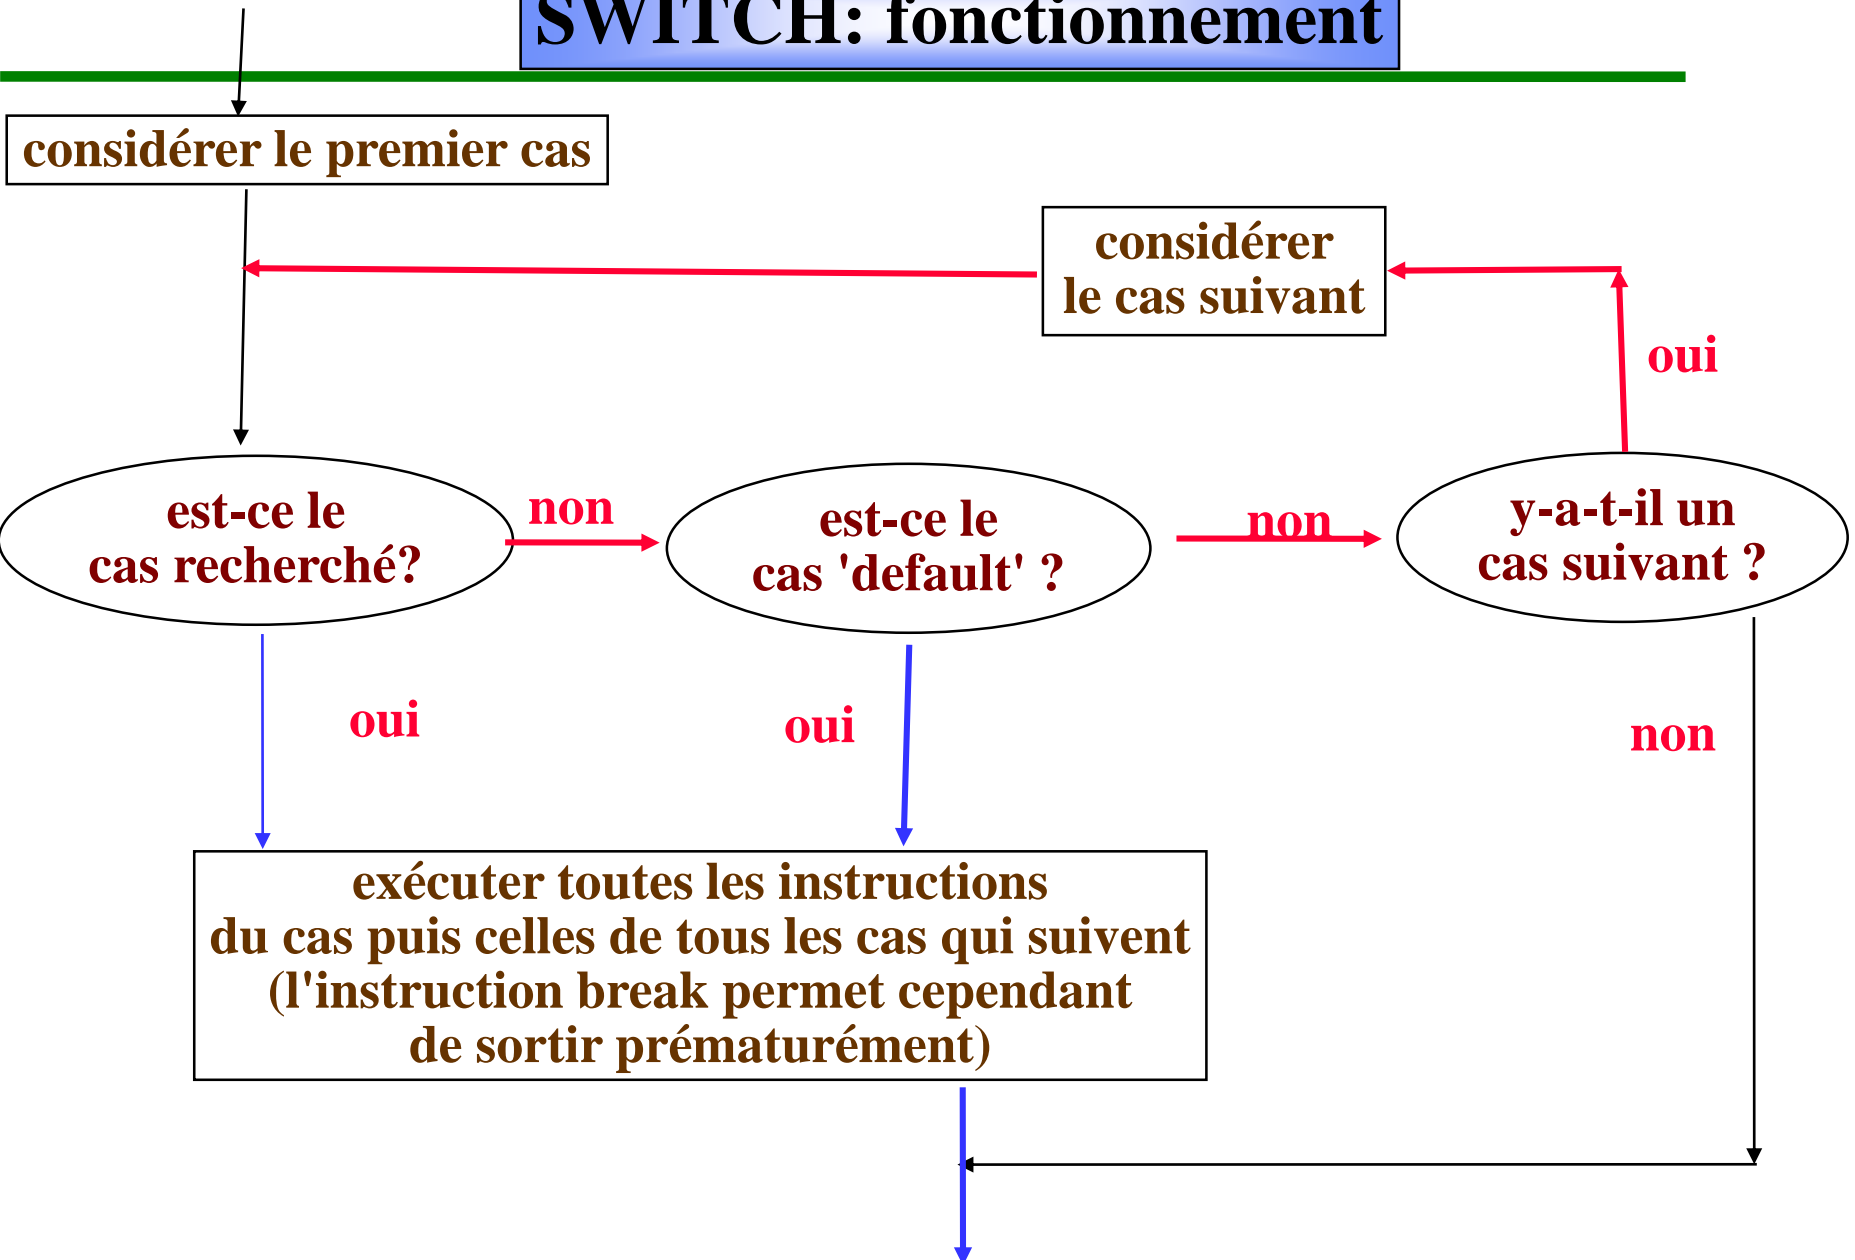 SWITCH: fonctionnement
considérer le premier cas
considérer
le cas suivant
oui
est-ce le
cas recherché?
non
est-ce le
cas 'default' ?
non
y-a-t-il un
cas suivant ?
oui
oui
non
exécuter toutes les instructions
du cas puis celles de tous les cas qui suivent
(l'instruction break permet cependant
de sortir prématurément)